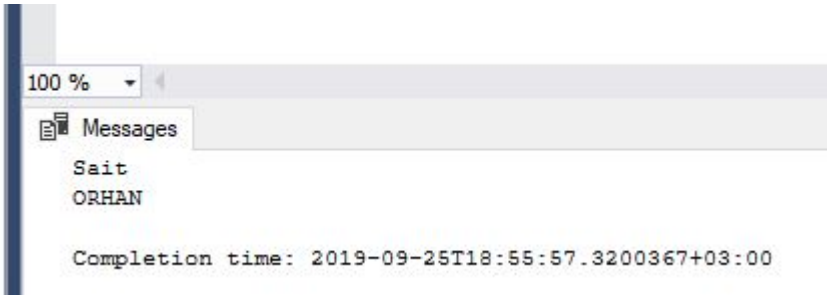 100 %
Messages
Sait
ORHAN
Completion time: 2019-09-25T18:55:57.3200367+03:00